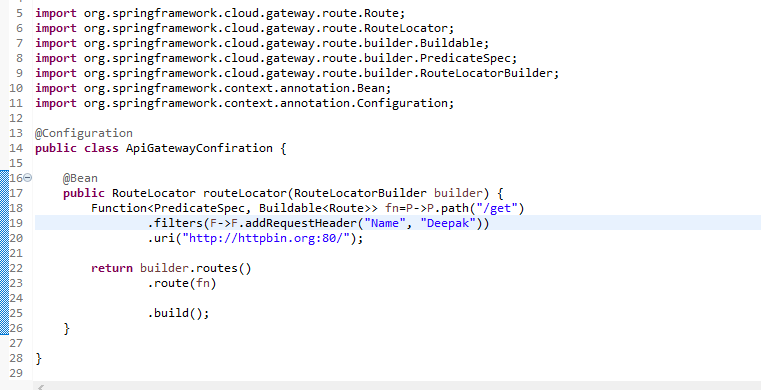 5 import org.springframework.cloud.gateway.route.Route;
6 import org.springframework.cloud.gateway.route.RouteLocator;
7 import org.springframework.cloud.gateway.route.builder.Buildable;
8 import org.springframework.cloud.gateway.route.builder.PredicateSpec;
9 import org.springframework.cloud.gateway.route.builder.RouteLocatorBuilder;
10 import org.springframework.context.annotation.Bean;
11 import org.springframework.context.annotation.Configuration;
12
13 @Configuration
14 public class ApiGatewayConfiration {
15
16 @Bean
17 public RouteLocator routeLocator(RouteLocatorBuilder builder) {
18 Function<PredicateSpec, Buildable<Route>> fn=P->P.path("/get")
19 .filters(F->F.addRequestHeader("Name", "Deepak"))
20 .uri("http://httpbin.org:80/");
21
22 return builder.routes()
23 .route(fn)
24
25 .build();
26 }
27
28 }
29